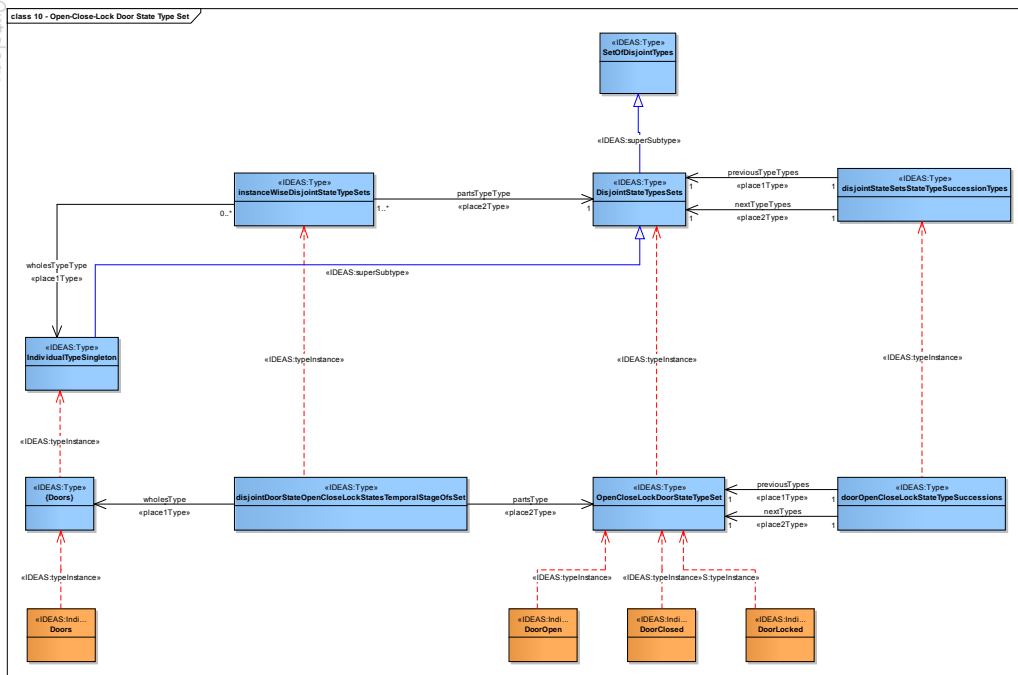 class 10 - Open-Close-Lock Door State Type Set
«IDEAS:Type»
SetOfDisjointTypes
«IDEAS:superSubtype»
«IDEAS:Type»
instanceWiseDisjointStateTypeSets
partsTypeType
«place2Type»
0..*
1..*
1
«IDEAS:Type»
DisjointStateTypesSets
previousTypeTypes
«place1Type»
1
1
nextTypeTypes
«place2Type»
1
1
«IDEAS:Type»
disjointStateSetsStateTypeSuccessionTypes
wholesTypeType
«place1Type»
«IDEAS:superSubtype»
«IDEAS:Type»
IndividualTypeSingleton
«IDEAS:typeInstance»
«IDEAS:typeInstance»
«IDEAS:typeInstance»
«IDEAS:typeInstance»
«IDEAS:Type»
{Doors}
wholesType
«place1Type»
«IDEAS:Type»
disjointDoorStateOpenCloseLockStatesTemporalStageOfsSet
partsType
«place2Type»
«IDEAS:Type»
OpenCloseLockDoorStateTypeSet
previousTypes
«place1Type»
1
1
nextTypes
«place2Type»
1
1
«IDEAS:Type»
doorOpenCloseLockStateTypeSuccessions
«IDEAS:typeInstance»
«IDEAS:typeInstance»
«IDEAS:typeInstance»
S:typeInstance»
«IDEAS:Indi...
Doors
«IDEAS:Indi...
DoorOpen
«IDEAS:Indi...
DoorClosed
«IDEAS:Indi...
DoorLocked